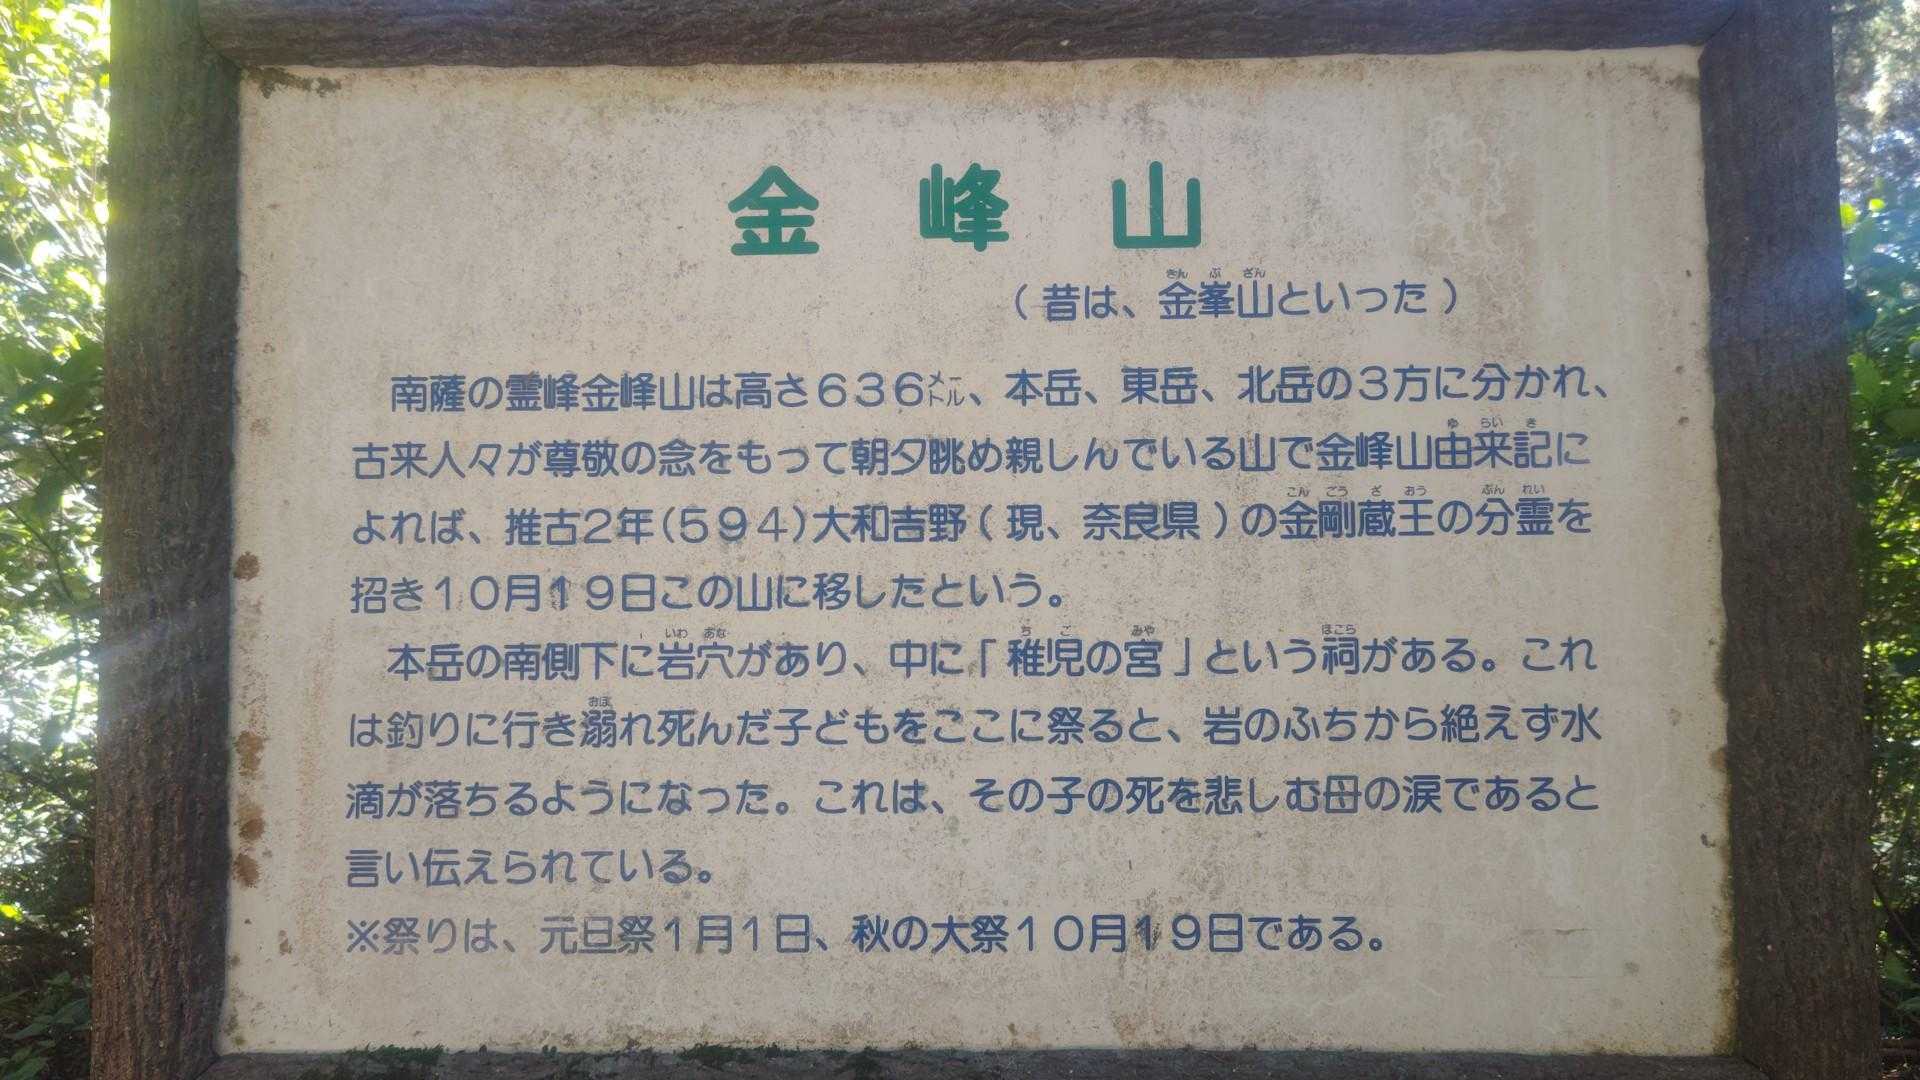 金峰山
（昔は、金峯山といった）
南薩の霊峰金峰山は高さ６３６㍍、本岳、東岳、北岳の３方に分かれ、
古来人々が尊敬の念をもって朝夕眺め親しんでいる山で金峰山由来記に
よれば、推古２年（５９４）大和吉野（現、奈良県）の金剛蔵王の分霊を
招き１０月１９日この山に移したという。
本岳の南側下に岩穴があり、中に「稚児の宮」という祠がある。これ
は釣りに行き溺れ死んだ子どもをここに祭ると、岩のふちから絶えず水
滴が落ちるようになった。これは、その子の死を悲しむ母の涙であると
言い伝えられている。
※祭りは、元旦祭１月１日、秋の大祭１０月１９日である。